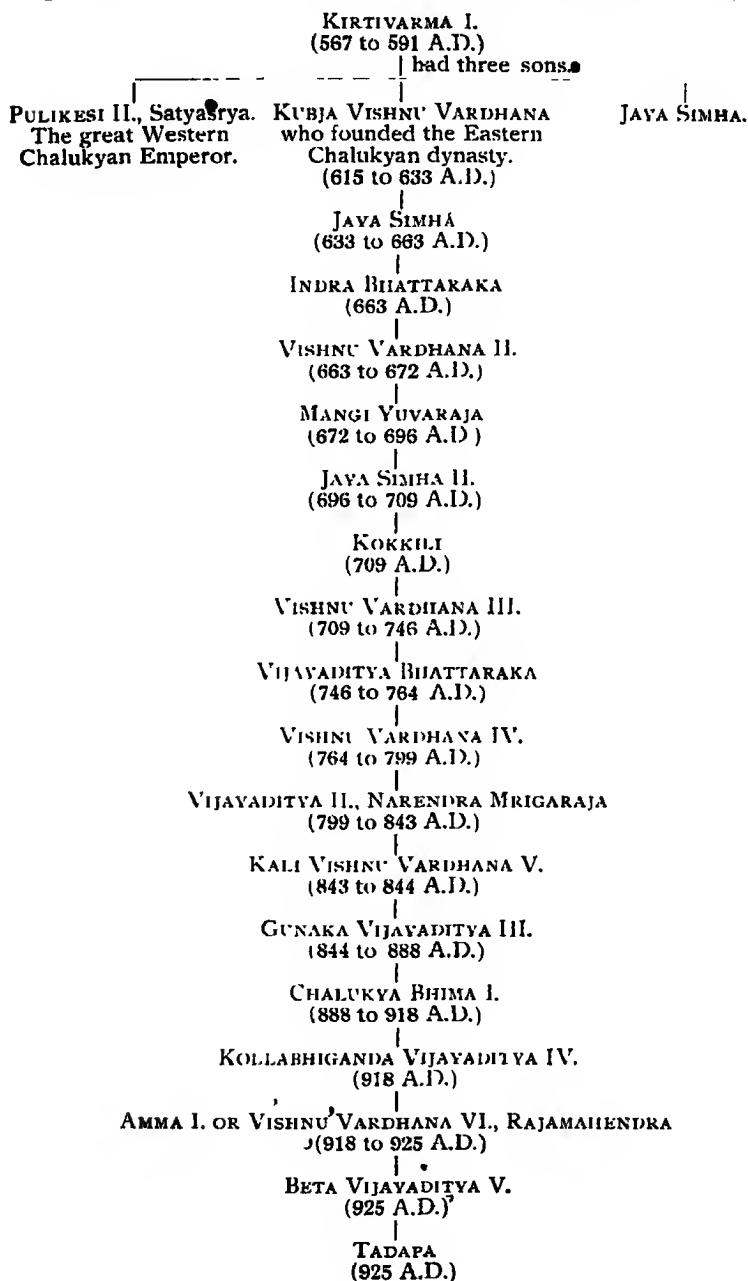 KIRTIVARMA I.
(567 to 591 A.D.)
had three sons.
PULIKESI II., Satyasrya.
The great Western
Chalukyan Emperor.
KUBJA VISHNU VARDHANA
who founded the Eastern
Chalukyan dynasty.
(615 to 633 A.D.)
JAYA SIMHA.
JAYA SIMHA
(633 to 663 A.D.)
INDRA BHATTARAKA
(663 A.D.)
VISHNU VARDHANA II.
(663 to 672 A.D.)
MANGI YUVARAJA
(672 to 696 A.D )
JAYA SIMHA II.
(696 to 709 A.D.)
KOKKILI
(709 A.D.)
VISHNU VARDHANA III.
(709 to 746 A.D.)
VIJAYADITYA BHATTARAKA
(746 to 764 A.D.)
VISHNU VARDHANA IV.
(764 to 799 A.D.)
VIJAYADITYA II., NARENDRA MRIGARAJA
(799 to 843 A.D.)
KALI VISHNU VARDHANA V.
(843 to 844 A.D.)
GUNAKA VIJAYADITYA III.
(844 to 888 A.D.)
CHALUKYA BHIMA I.
(888 to 918 A.D.)
KOLLABHIGANDA VIJAYADITYA IV.
(918 A.D.)
AMMA I. OR VISHNU VARDHANA VI., RAJAMAHENDRA
(918 to 925 A.D.)
BETA VIJAYADITYA V.
(925 A.D.)
TADAPA
(925 A.D.)